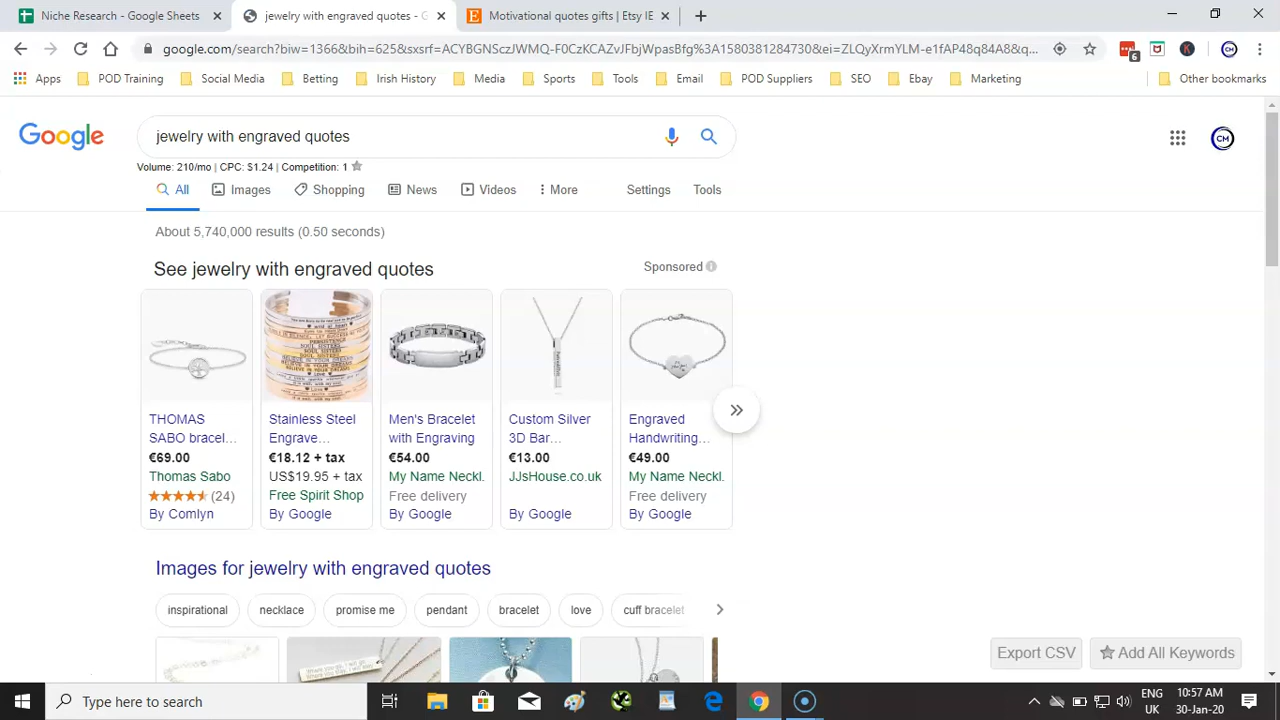 Niche Research - Google Sheets
jewelry with engraved quotes - G
Motivational quotes gifts | Etsy IE
google.com/search?biw=1366&bih=625&sxsrf=ACYBGNSczJWMQ-F0CzKCAZvJFbjWpasBfg%3A1580381284730&ei=ZLQyXrmYLM-e1fAP48q84A8&q...
6
Apps
POD Training
Social Media
Betting
Irish History
Media
Sports
Tools
Email
POD Suppliers
SEO
Ebay
Marketing
Other bookmarks
Google
jewelry with engraved quotes
CM
Volume: 210/mo | CPC: $1.24 | Competition: 1
All
Images
Shopping
News
Videos
More
Settings
Tools
About 5,740,000 results (0.50 seconds)
See jewelry with engraved quotes
Sponsored
THOMAS
SABO bracel...
€69.00
Thomas Sabo
(24)
By Comlyn
Stainless Steel
Engrave...
€18.12 + tax
US$19.95 + tax
Free Spirit Shop
By Google
Men's Bracelet
with Engraving
€54.00
My Name Neckl.
Free delivery
By Google
Custom Silver
3D Bar...
€13.00
JJsHouse.co.uk
By Google
Engraved
Handwriting...
€49.00
My Name Neckl.
Free delivery
By Google
Images for jewelry with engraved quotes
inspirational
necklace
promise me
pendant
bracelet
love
cuff bracelet
Export CSV
Add All Keywords
Type here to search
ENG
UK
10:57 AM
30-Jan-20